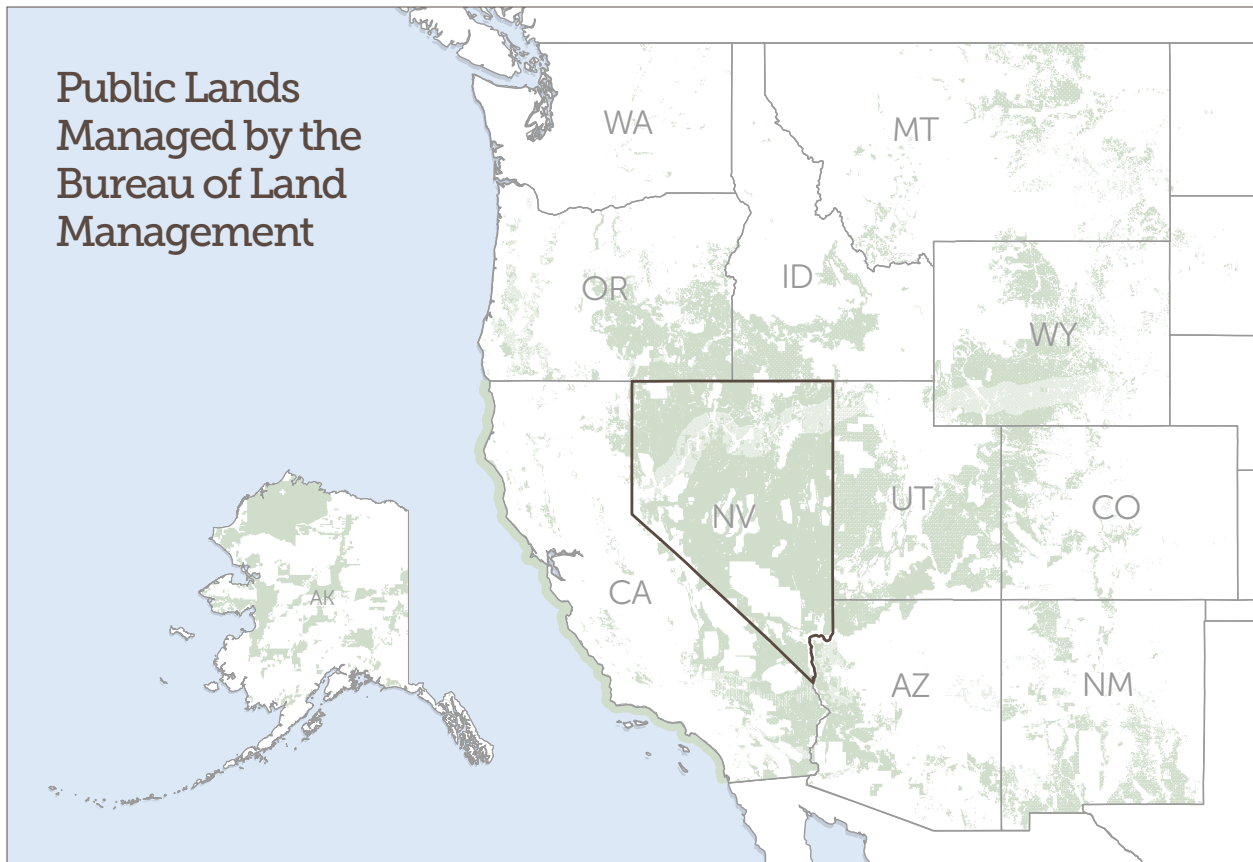 Public Lands
Managed by the
Bureau of Land
Management
WA
MT
OR
ID
WY
NV
UT
CO
CA
AK
AZ
NM